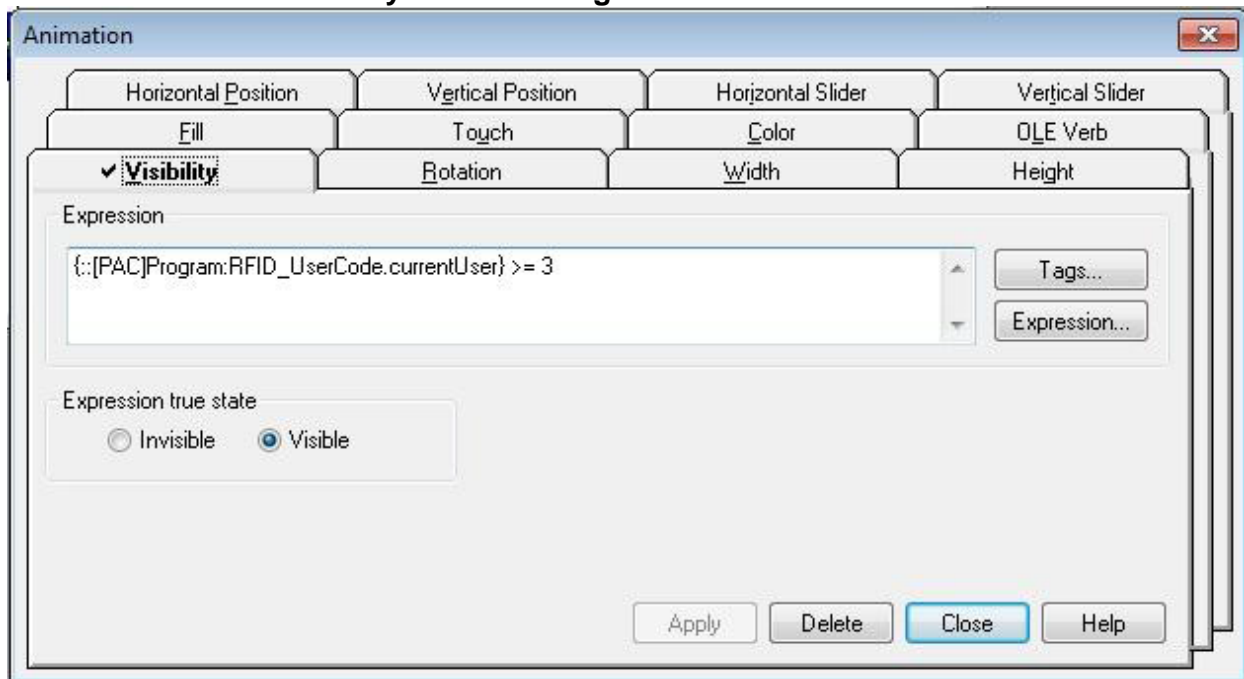 Animation
Horizontal Position Vertical Position Horizontal Slider Vertical Slider
Fill Touch Color OLE Verb
Visibility Rotation Width Height
Expression
{::[PAC]Program:RFID_UserCode.currentUser} >= 3
Tags...
Expression...
Expression true state
Invisible Visible
Apply Delete Close Help